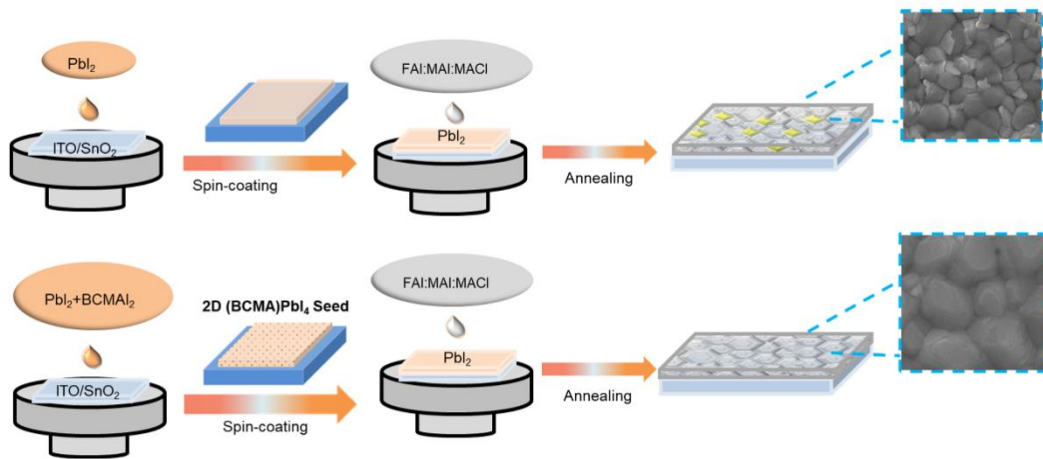 PbI₂
FAI:MAI:MACl
ITO/SnO₂
PbI₂
Spin-coating
Annealing
PbI₂+BCMAI₂
2D (BCMA)PbI₄ Seed
FAI:MAI:MACl
ITO/SnO₂
PbI₂
Spin-coating
Annealing